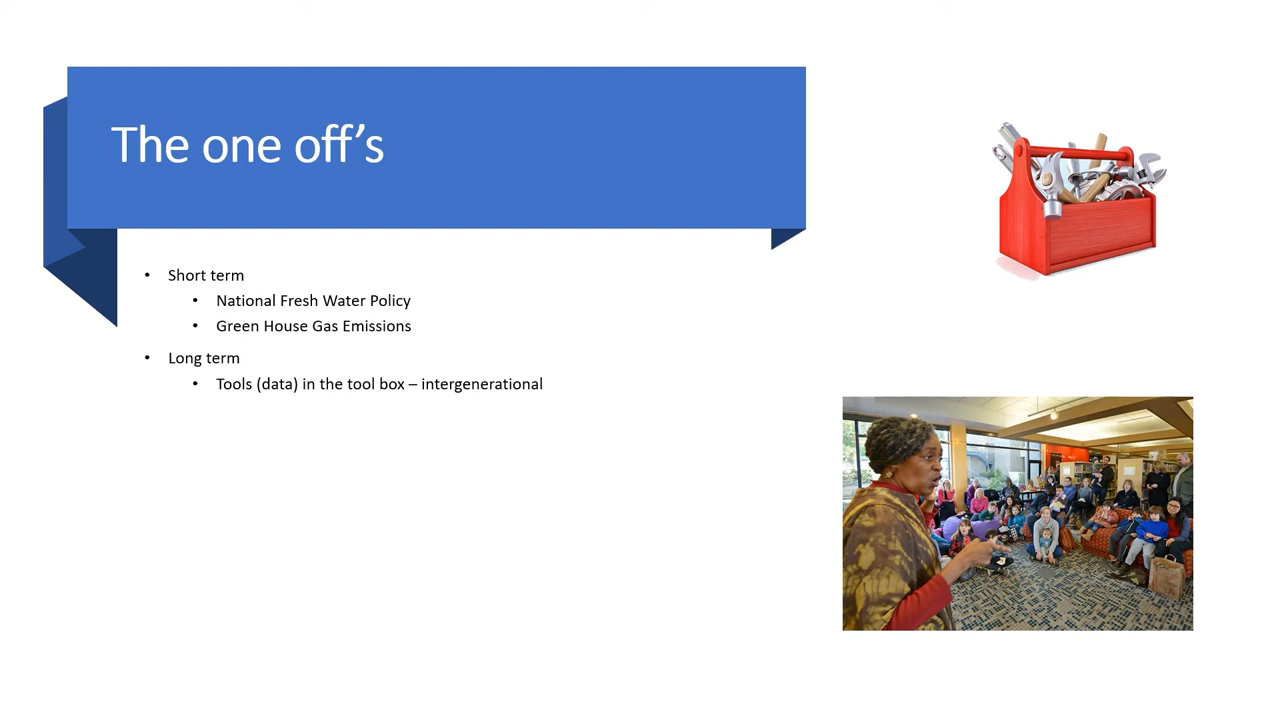 The one off’s
• Short term
• National Fresh Water Policy
• Green House Gas Emissions
• Long term
• Tools (data) in the tool box – intergenerational